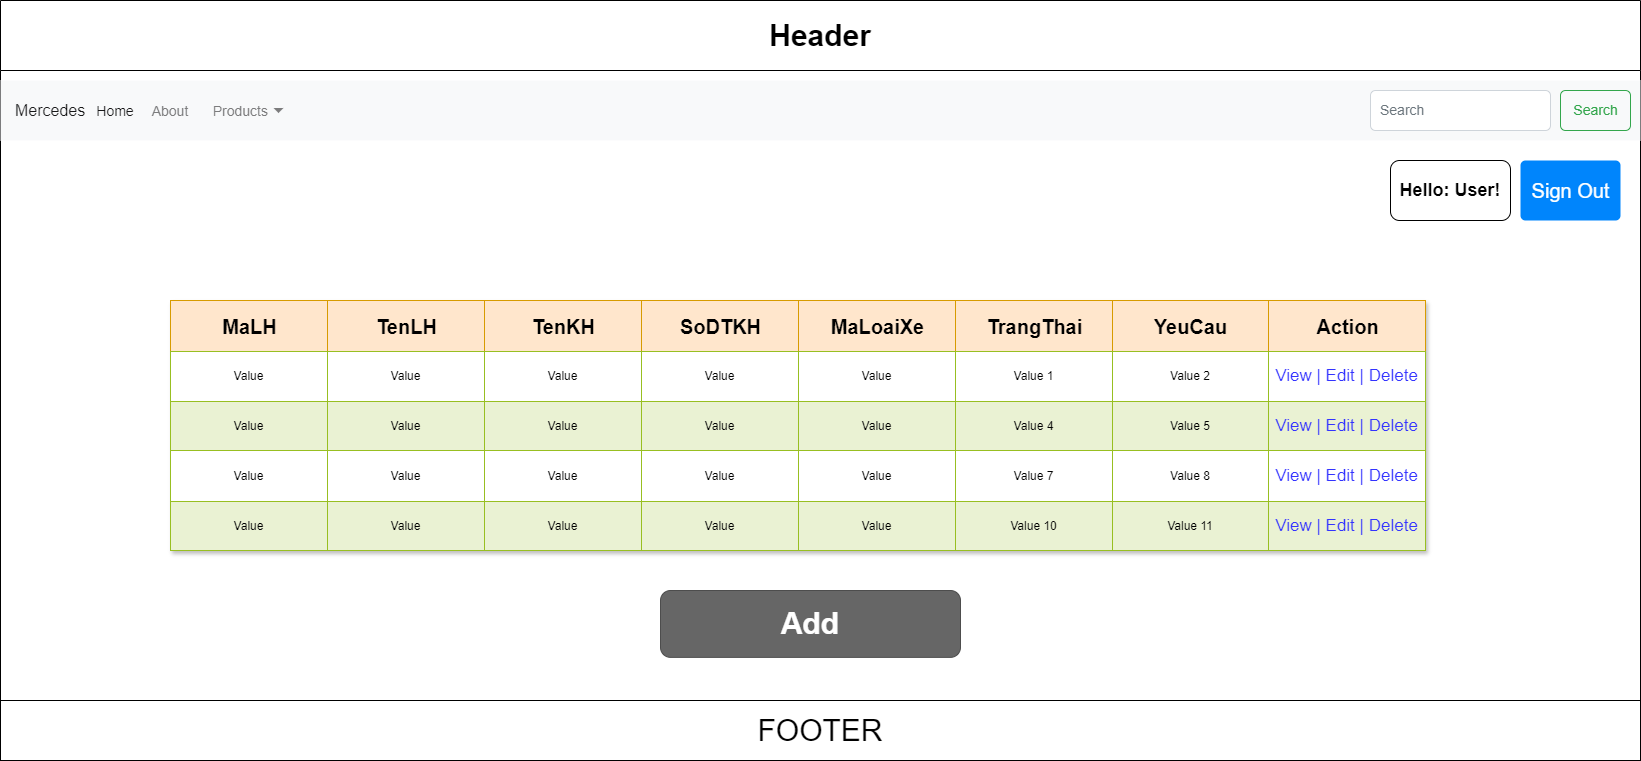 Header
Mercedes Home About Products Search Search
Hello: User! Sign Out
MaLH TenLH TenKH SoDTKH MaLoaiXe TrangThai YeuCau Action
Value Value Value Value Value Value 1 Value 2 View | Edit | Delete
Value Value Value Value Value Value 4 Value 5 View | Edit | Delete
Value Value Value Value Value Value 7 Value 8 View | Edit | Delete
Value Value Value Value Value Value 10 Value 11 View | Edit | Delete
Add
FOOTER